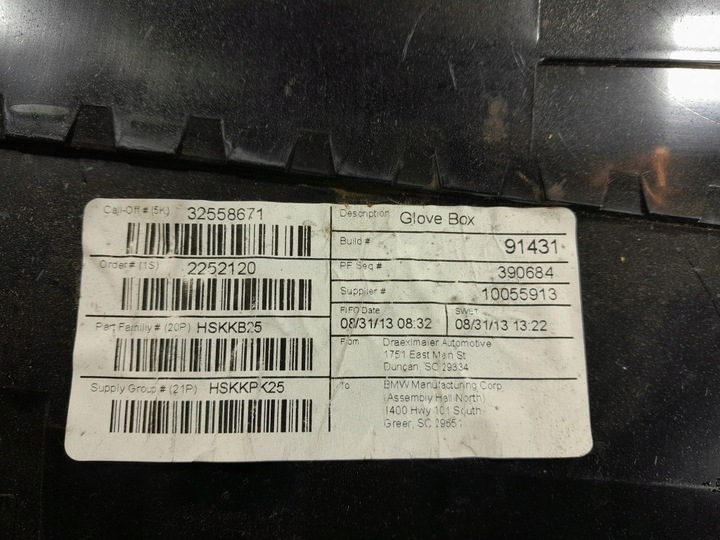 Call-Off # (5K) 32558671
Order# (1S) 2252120
Part Family # (20P) HSKKB25
Supply Group # (21P) HSKKPK25
Description Glove Box
Build # 91431
PF Seq # 390684
Supplier # 10055913
FIFO Date 08/31/13 08:32
SWET 08/31/13 13:22
From Draexlmaier Automotive
1751 East Main St
Duncan, SC 29334
To BMW Manufacturing Corp
(Assembly Hall North)
1400 Hwy 101 South
Greer, SC 29651